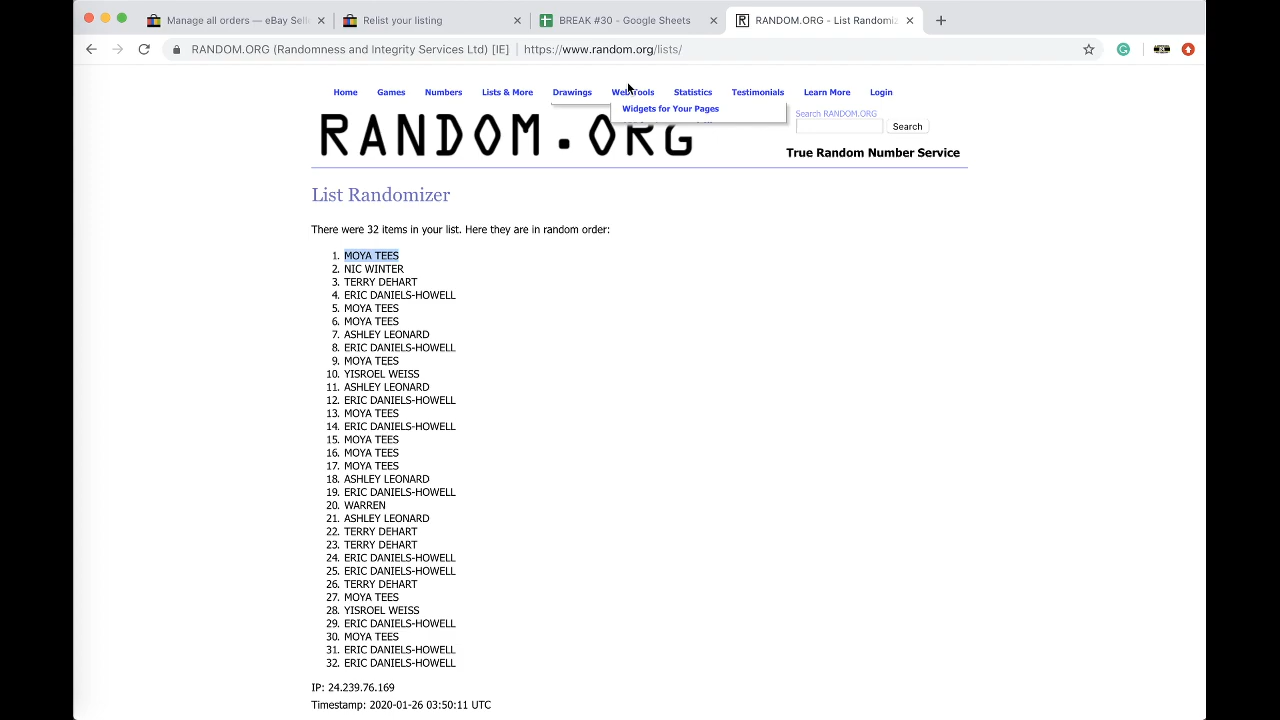 Manage all orders — eBay Sell
Relist your listing
BREAK #30 - Google Sheets
RANDOM.ORG - List Randomiz
RANDOM.ORG (Randomness and Integrity Services Ltd) [IE] | https://www.random.org/lists/
Home Games Numbers Lists & More Drawings Web Tools Statistics Testimonials Learn More Login
Widgets for Your Pages
Search RANDOM.ORG
Search
RANDOM.ORG
True Random Number Service
List Randomizer
There were 32 items in your list. Here they are in random order:
1. MOYA TEES
2. NIC WINTER
3. TERRY DEHART
4. ERIC DANIELS-HOWELL
5. MOYA TEES
6. MOYA TEES
7. ASHLEY LEONARD
8. ERIC DANIELS-HOWELL
9. MOYA TEES
10. YISROEL WEISS
11. ASHLEY LEONARD
12. ERIC DANIELS-HOWELL
13. MOYA TEES
14. ERIC DANIELS-HOWELL
15. MOYA TEES
16. MOYA TEES
17. MOYA TEES
18. ASHLEY LEONARD
19. ERIC DANIELS-HOWELL
20. WARREN
21. ASHLEY LEONARD
22. TERRY DEHART
23. TERRY DEHART
24. ERIC DANIELS-HOWELL
25. ERIC DANIELS-HOWELL
26. TERRY DEHART
27. MOYA TEES
28. YISROEL WEISS
29. ERIC DANIELS-HOWELL
30. MOYA TEES
31. ERIC DANIELS-HOWELL
32. ERIC DANIELS-HOWELL
IP: 24.239.76.169
Timestamp: 2020-01-26 03:50:11 UTC